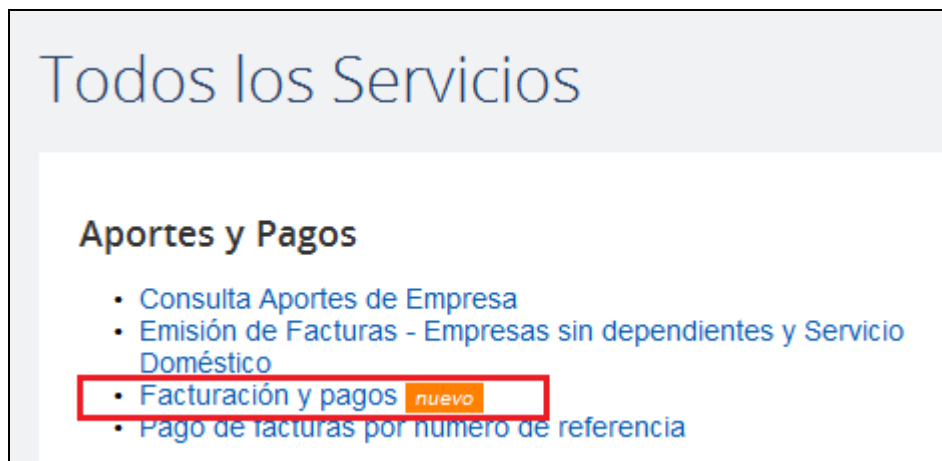 Todos los Servicios
Aportes y Pagos
• Consulta Aportes de Empresa
• Emisión de Facturas - Empresas sin dependientes y Servicio
Doméstico
• Facturación y pagos nuevo
• Pago de facturas por número de referencia